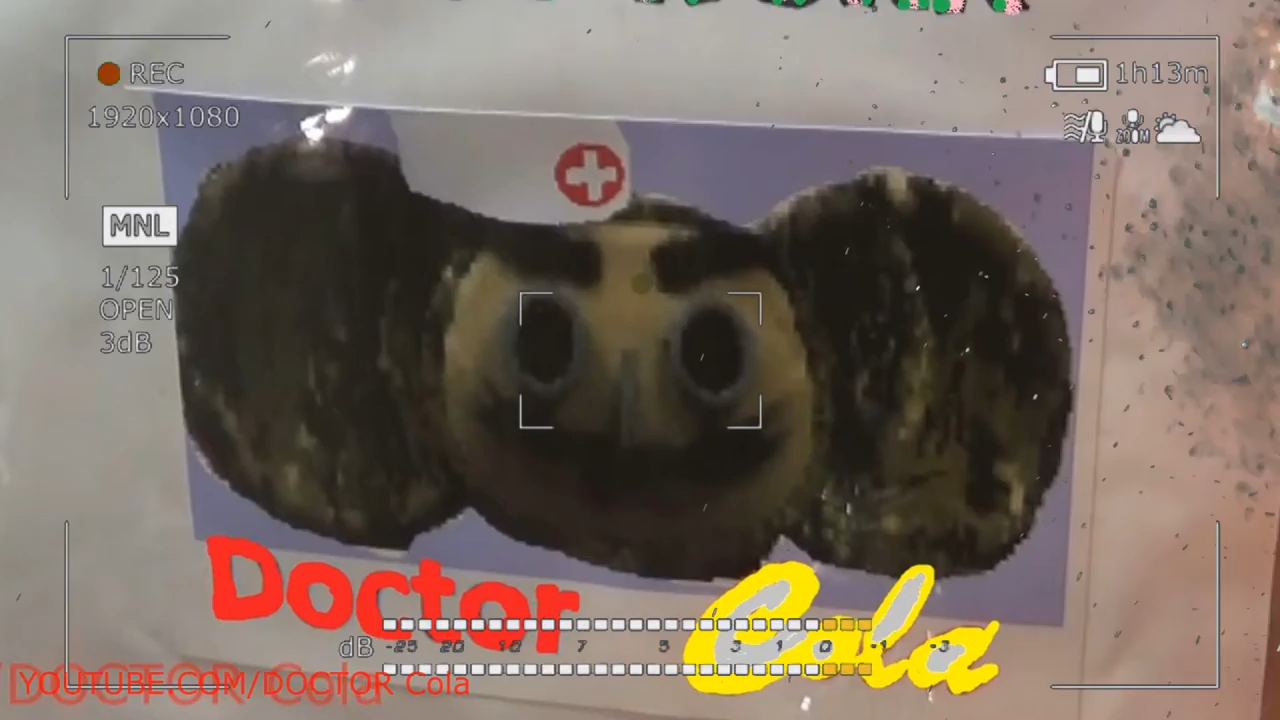 REC
1h13m
1920x1080
ZOOM
MNL
1/125
OPEN
3dB
Doctor
Cola
dB -25 20 10 7 5 3 1 0 -1 -3
YOUTUBE.COM/DOCTOR Cola